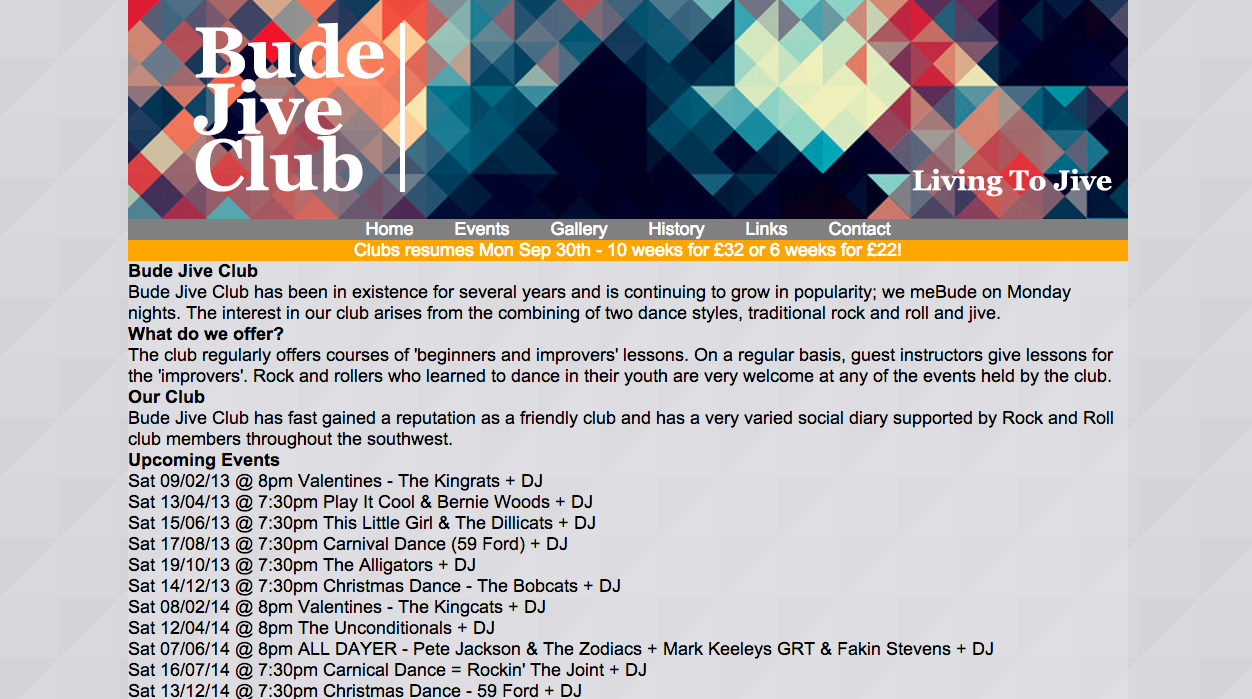 Bude
Jive
Club
Living To Jive
Home Events Gallery History Links Contact
Clubs resumes Mon Sep 30th - 10 weeks for £32 or 6 weeks for £22!
Bude Jive Club
Bude Jive Club has been in existence for several years and is continuing to grow in popularity; we meBude on Monday
nights. The interest in our club arises from the combining of two dance styles, traditional rock and roll and jive.
What do we offer?
The club regularly offers courses of 'beginners and improvers' lessons. On a regular basis, guest instructors give lessons for
the 'improvers'. Rock and rollers who learned to dance in their youth are very welcome at any of the events held by the club.
Our Club
Bude Jive Club has fast gained a reputation as a friendly club and has a very varied social diary supported by Rock and Roll
club members throughout the southwest.
Upcoming Events
Sat 09/02/13 @ 8pm Valentines - The Kingrats + DJ
Sat 13/04/13 @ 7:30pm Play It Cool & Bernie Woods + DJ
Sat 15/06/13 @ 7:30pm This Little Girl & The Dillicats + DJ
Sat 17/08/13 @ 7:30pm Carnival Dance (59 Ford) + DJ
Sat 19/10/13 @ 7:30pm The Alligators + DJ
Sat 14/12/13 @ 7:30pm Christmas Dance - The Bobcats + DJ
Sat 08/02/14 @ 8pm Valentines - The Kingcats + DJ
Sat 12/04/14 @ 8pm The Unconditionals + DJ
Sat 07/06/14 @ 8pm ALL DAYER - Pete Jackson & The Zodiacs + Mark Keeleys GRT & Fakin Stevens + DJ
Sat 16/07/14 @ 7:30pm Carnical Dance = Rockin' The Joint + DJ
Sat 13/12/14 @ 7:30pm Christmas Dance - 59 Ford + DJ